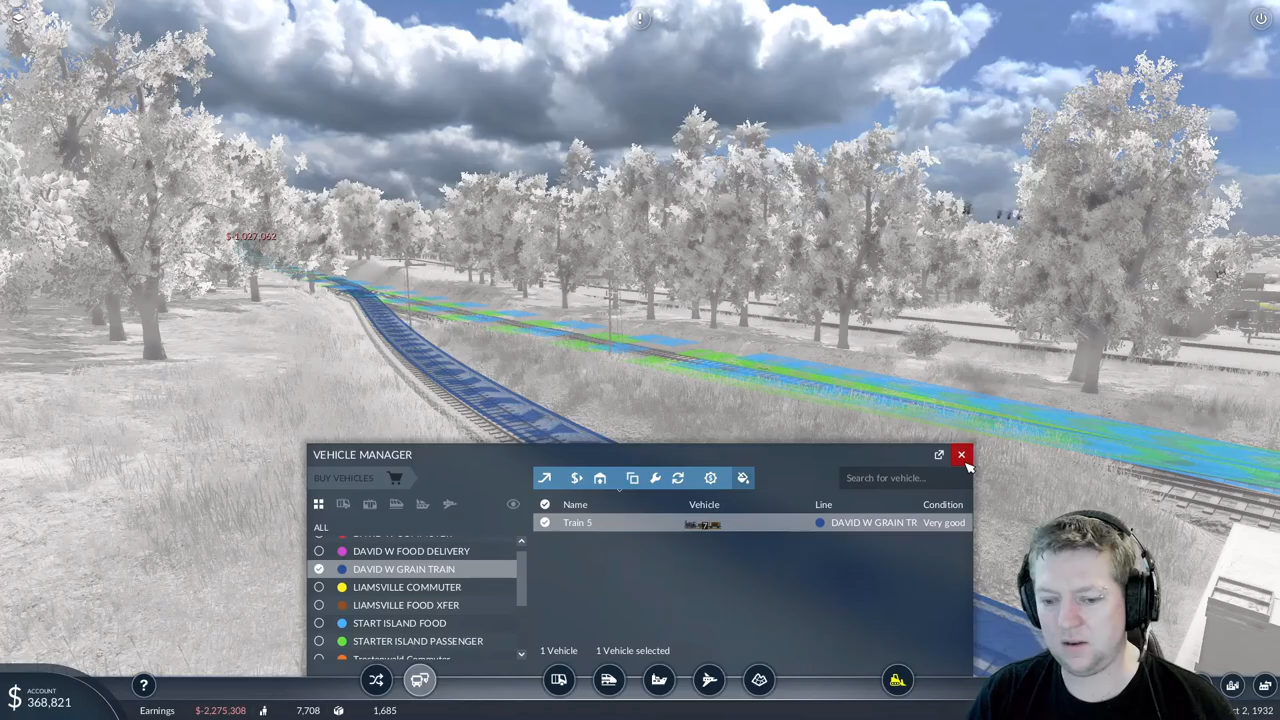 $-1,027,062
VEHICLE MANAGER
BUY VEHICLES
Search for vehicle...
Name Vehicle Line Condition
Train 5 DAVID W GRAIN TR Very good
ALL
DAVID W FOOD DELIVERY
DAVID W GRAIN TRAIN
LIAMSVILLE COMMUTER
LIAMSVILLE FOOD XFER
START ISLAND FOOD
STARTER ISLAND PASSENGER
1 Vehicle 1 Vehicle selected
$ ACCOUNT
368,821
?
Earnings $-2,275,308 7,708 1,685
2, 1932